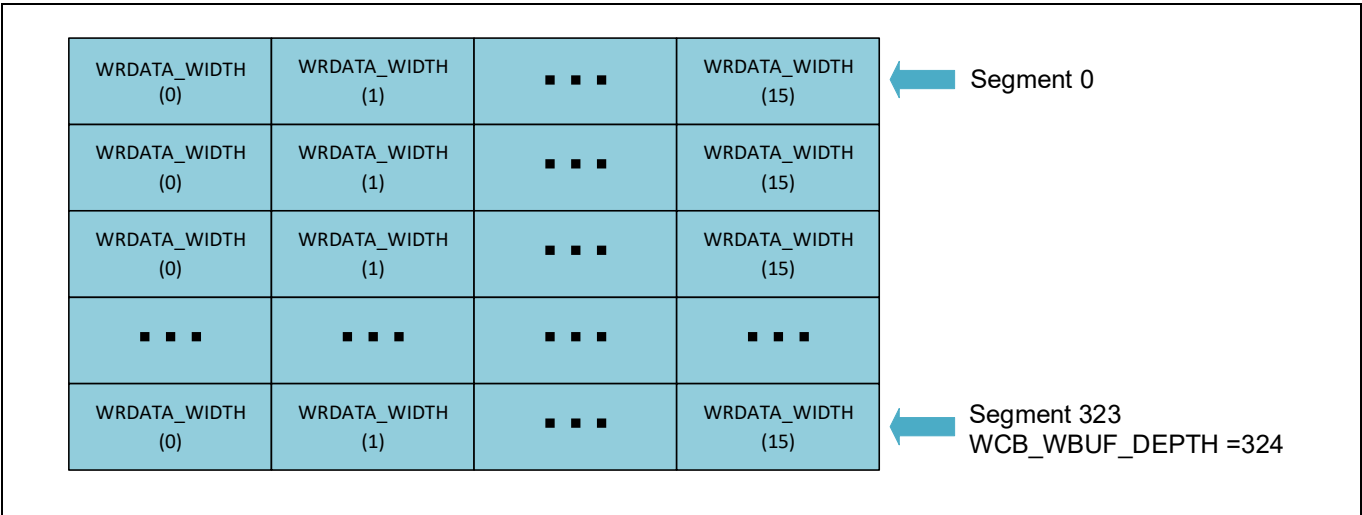 WRDATA_WIDTH WRDATA_WIDTH ▪ ▪ ▪ WRDATA_WIDTH Segment 0
(0) (1) (15)
WRDATA_WIDTH WRDATA_WIDTH ▪ ▪ ▪ WRDATA_WIDTH
(0) (1) (15)
WRDATA_WIDTH WRDATA_WIDTH ▪ ▪ ▪ WRDATA_WIDTH
(0) (1) (15)
▪ ▪ ▪ ▪ ▪ ▪ ▪ ▪ ▪ ▪ ▪ ▪
WRDATA_WIDTH WRDATA_WIDTH ▪ ▪ ▪ WRDATA_WIDTH Segment 323
(0) (1) (15) WCB_WBUF_DEPTH =324